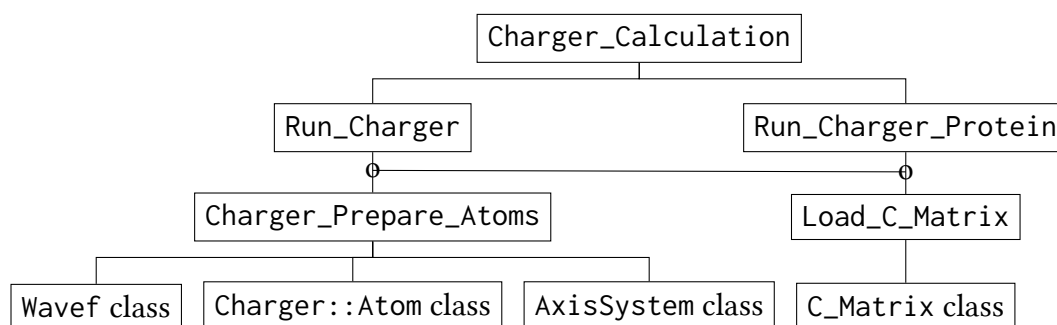 Charger_Calculation
Run_Charger
Run_Charger_Protein
Charger_Prepare_Atoms
Load_C_Matrix
Wavef class
Charger::Atom class
AxisSystem class
C_Matrix class